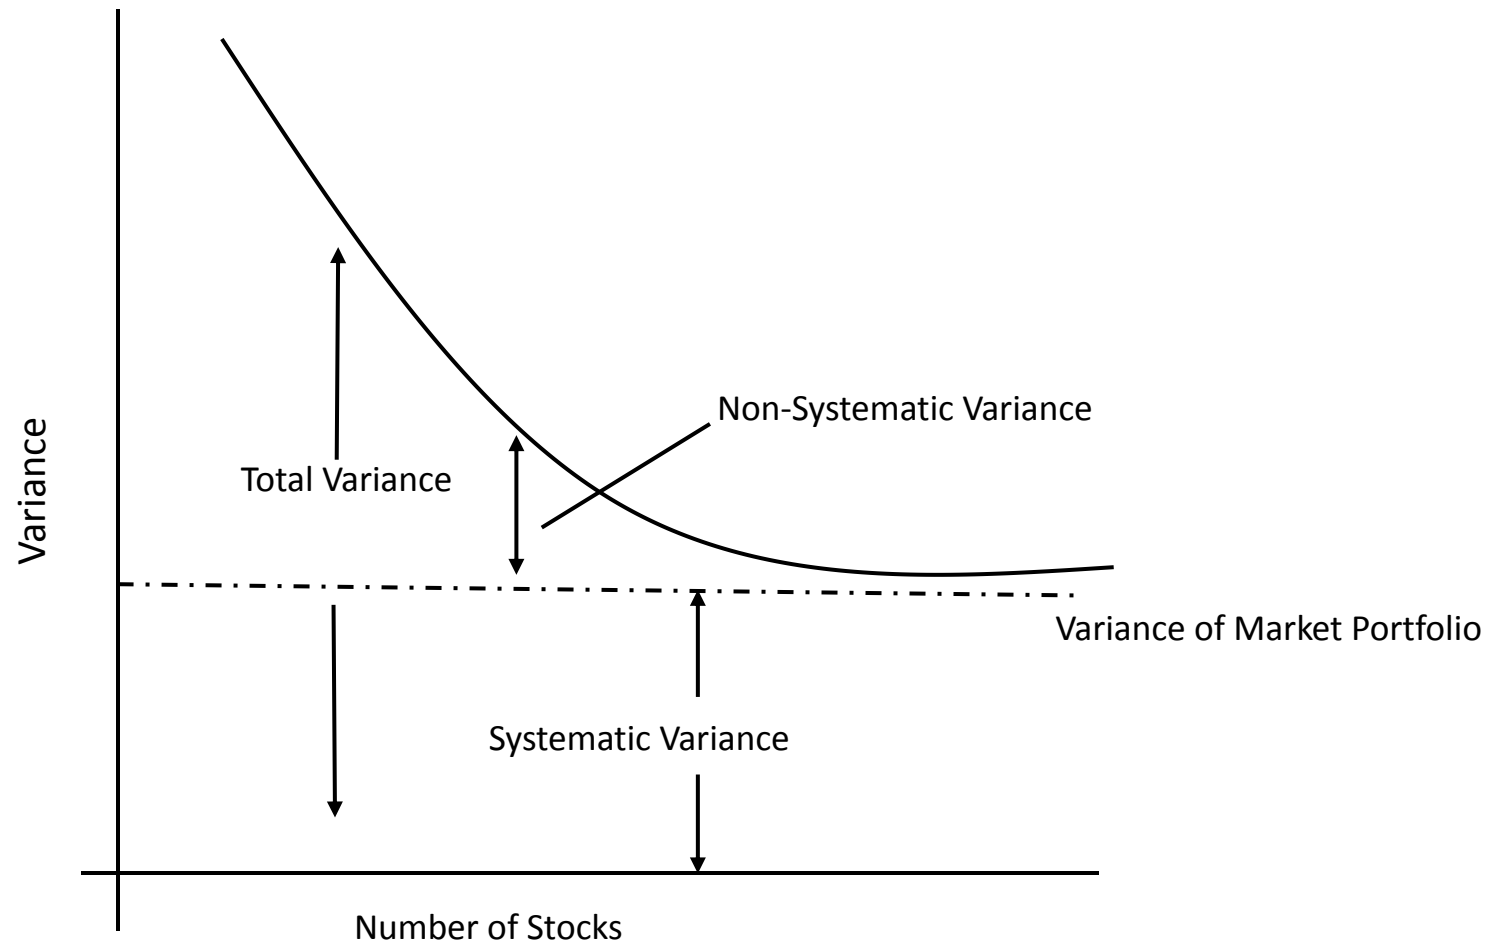 Non-Systematic Variance
Total Variance
Variance
Variance of Market Portfolio
Systematic Variance
Number of Stocks